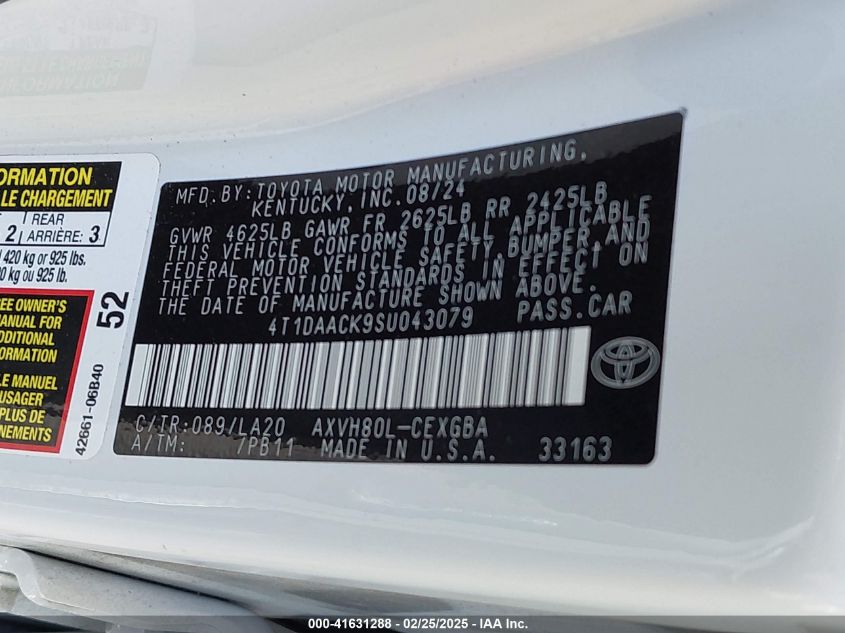 ORMATION
LE CHARGEMENT
REAR
2 ARRIÈRE: 3
420 kg or 925 lbs.
0 kg ou 925 lb.
EE OWNER'S
MANUAL FOR
DDITIONAL
FORMATION
LE MANUEL
USAGER
US DE
GNEMENTS
52
42661-06B40
MFD. BY: TOYOTA MOTOR MANUFACTURING,
KENTUCKY, INC. 08/24
GVWR 4625LB GAWR FR 2625LB RR 2425LB
THIS VEHICLE CONFORMS TO ALL APPLICABLE
FEDERAL MOTOR VEHICLE SAFETY, BUMPER, AND
THEFT PREVENTION STANDARDS IN EFFECT ON
THE DATE OF MANUFACTURE SHOWN ABOVE.
4T1DAACK9SU043079 PASS. CAR
C/TR: 089/LA20 AXVH80L-CEXGBA
A/TM: 7PB11 MADE IN U.S.A. 33163
000-41631288 - 02/25/2025 - IAA Inc.